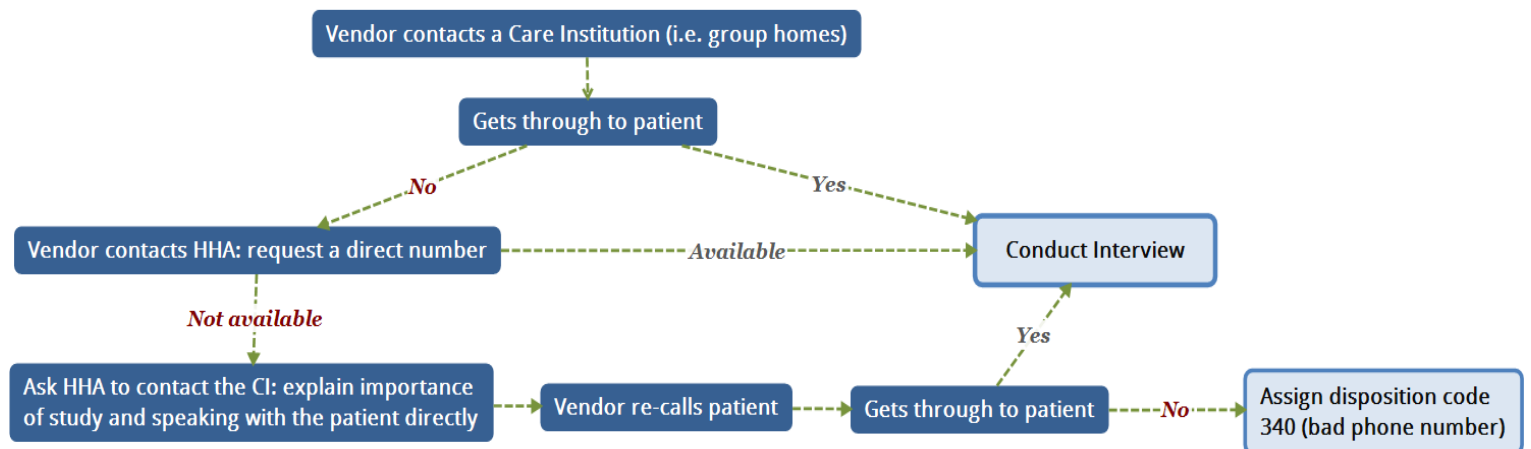 Vendor contacts a Care Institution (i.e. group homes)
Gets through to patient
No
Yes
Vendor contacts HHA: request a direct number
Available
Conduct Interview
Not available
Yes
Ask HHA to contact the CI: explain importance
of study and speaking with the patient directly
Vendor re-calls patient
Gets through to patient
No
Assign disposition code
340 (bad phone number)